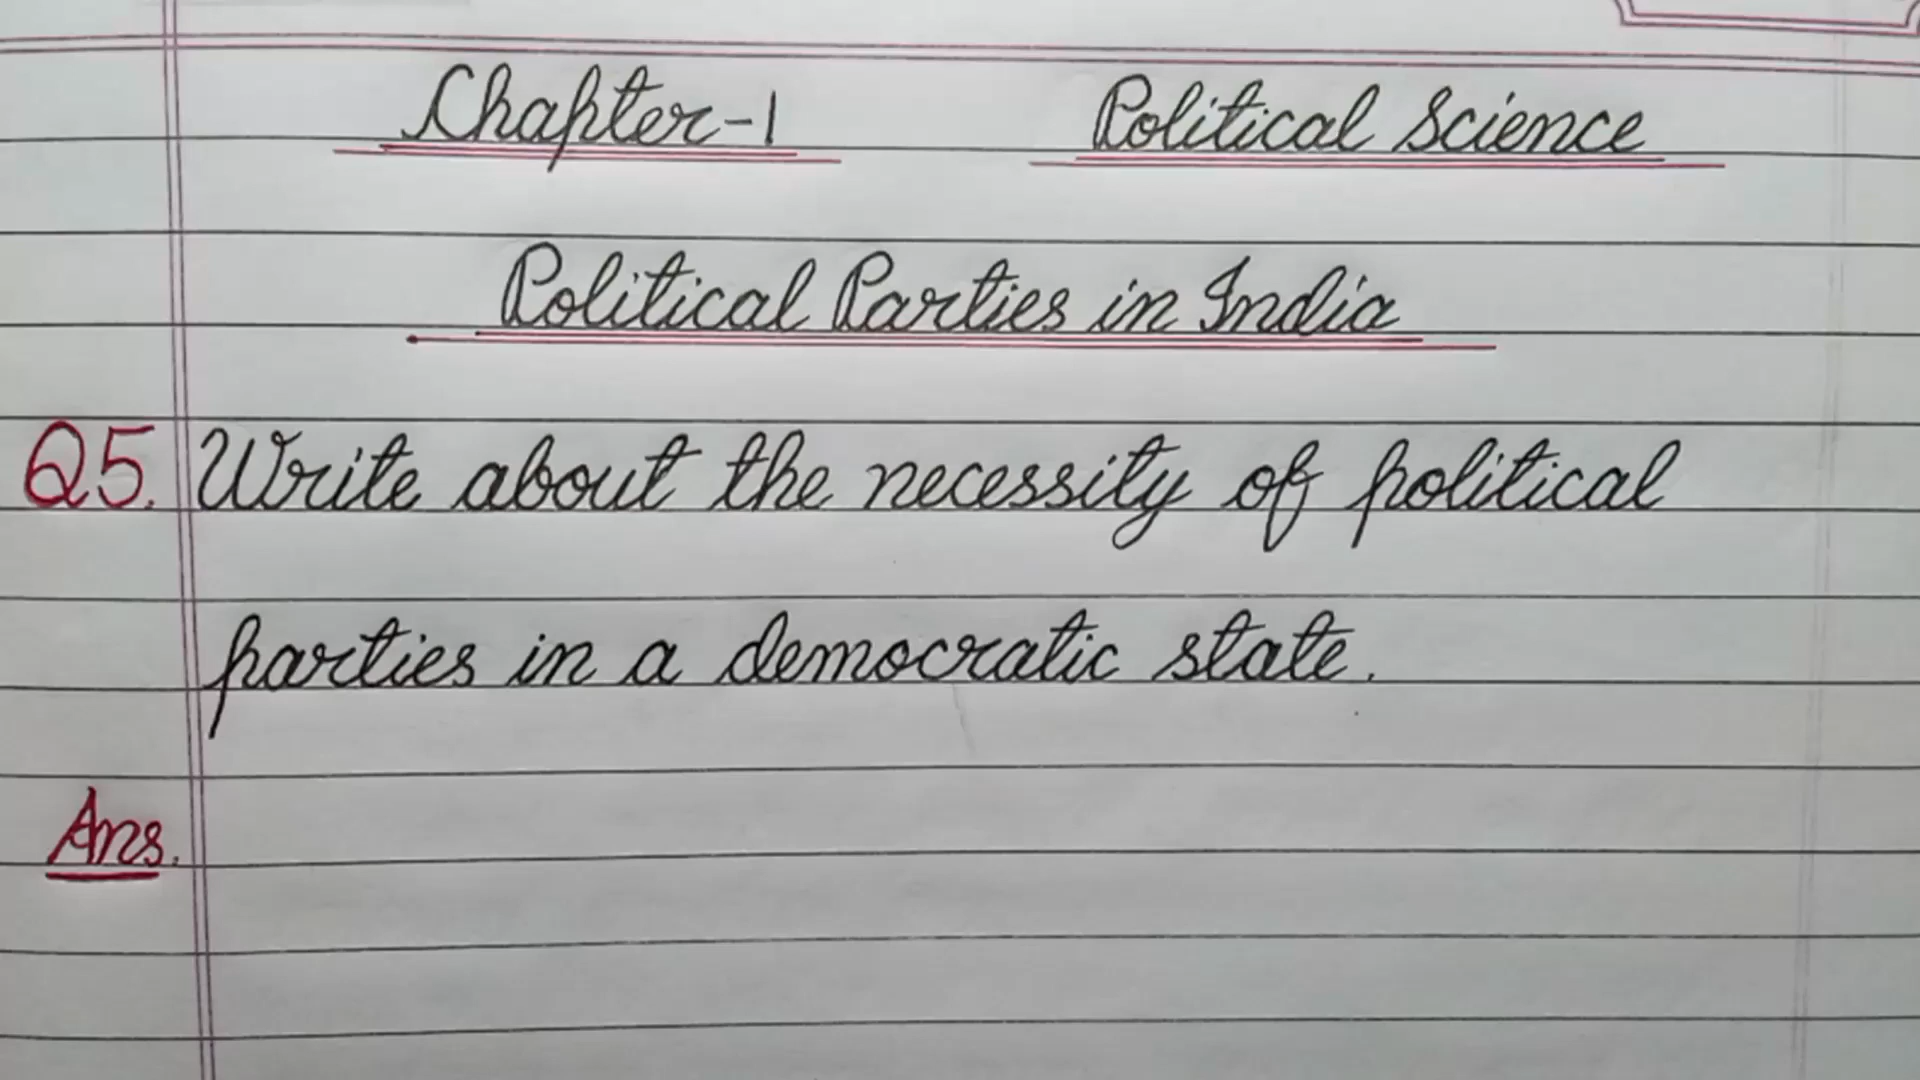 Chapter-1 Political Science
Political Parties in India
Q5. Write about the necessity of political
parties in a democratic state.
Ans.